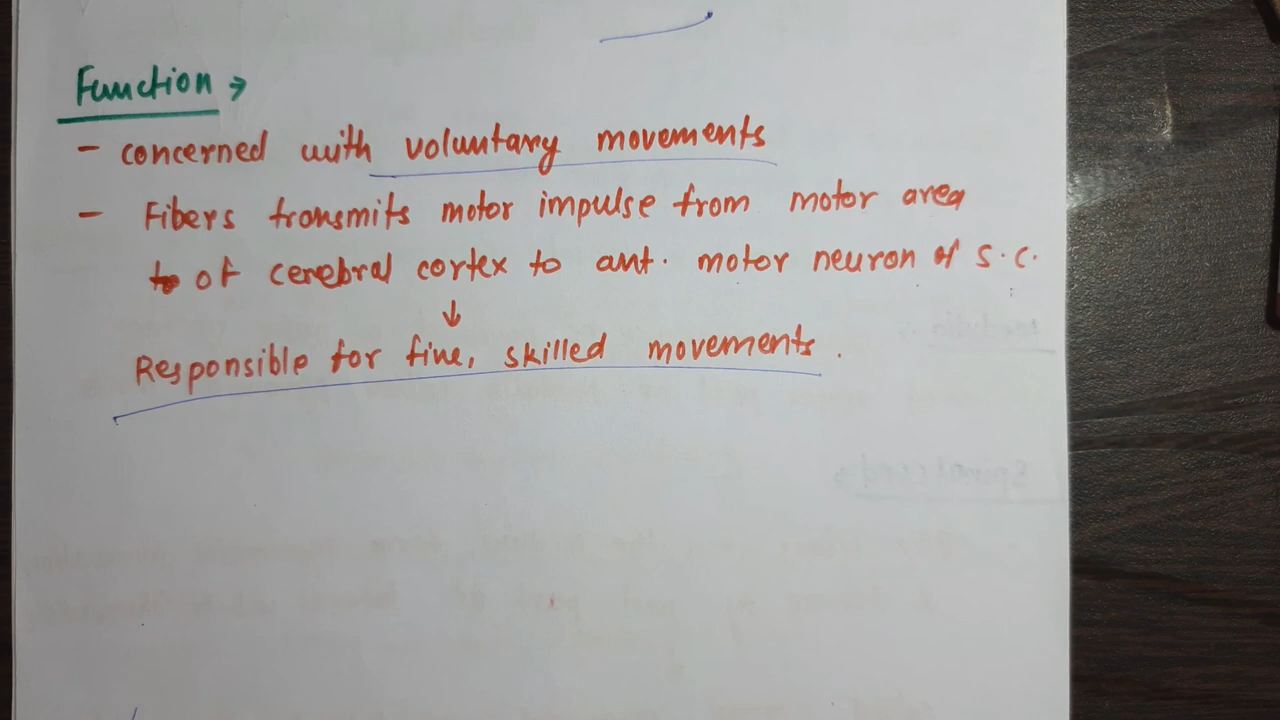 Function →
- concerned with voluntary movements
- Fibers transmits motor impulse from motor area
of cerebral cortex to ant. motor neuron of S.C.
↓
Responsible for fine, skilled movements.